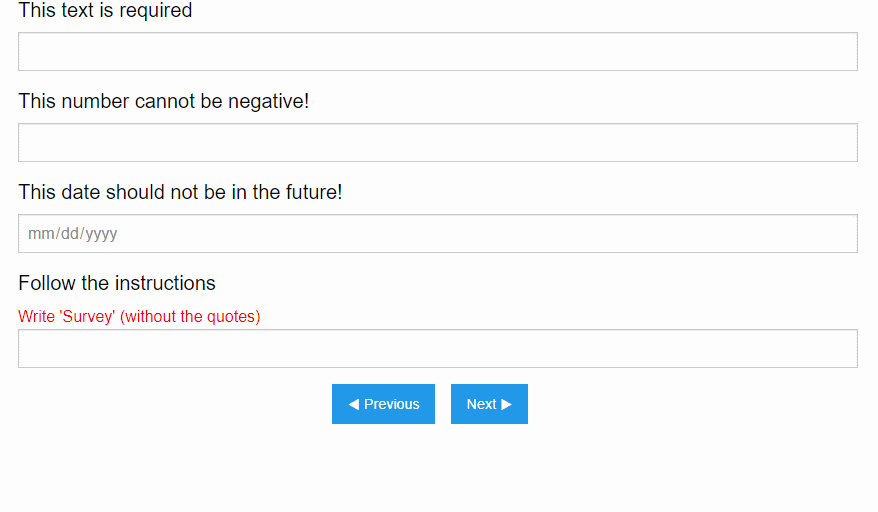 This text is required
This number cannot be negative!
This date should not be in the future!
mm/dd/yyyy
Follow the instructions
Write 'Survey' (without the quotes)
◀ Previous Next ▶